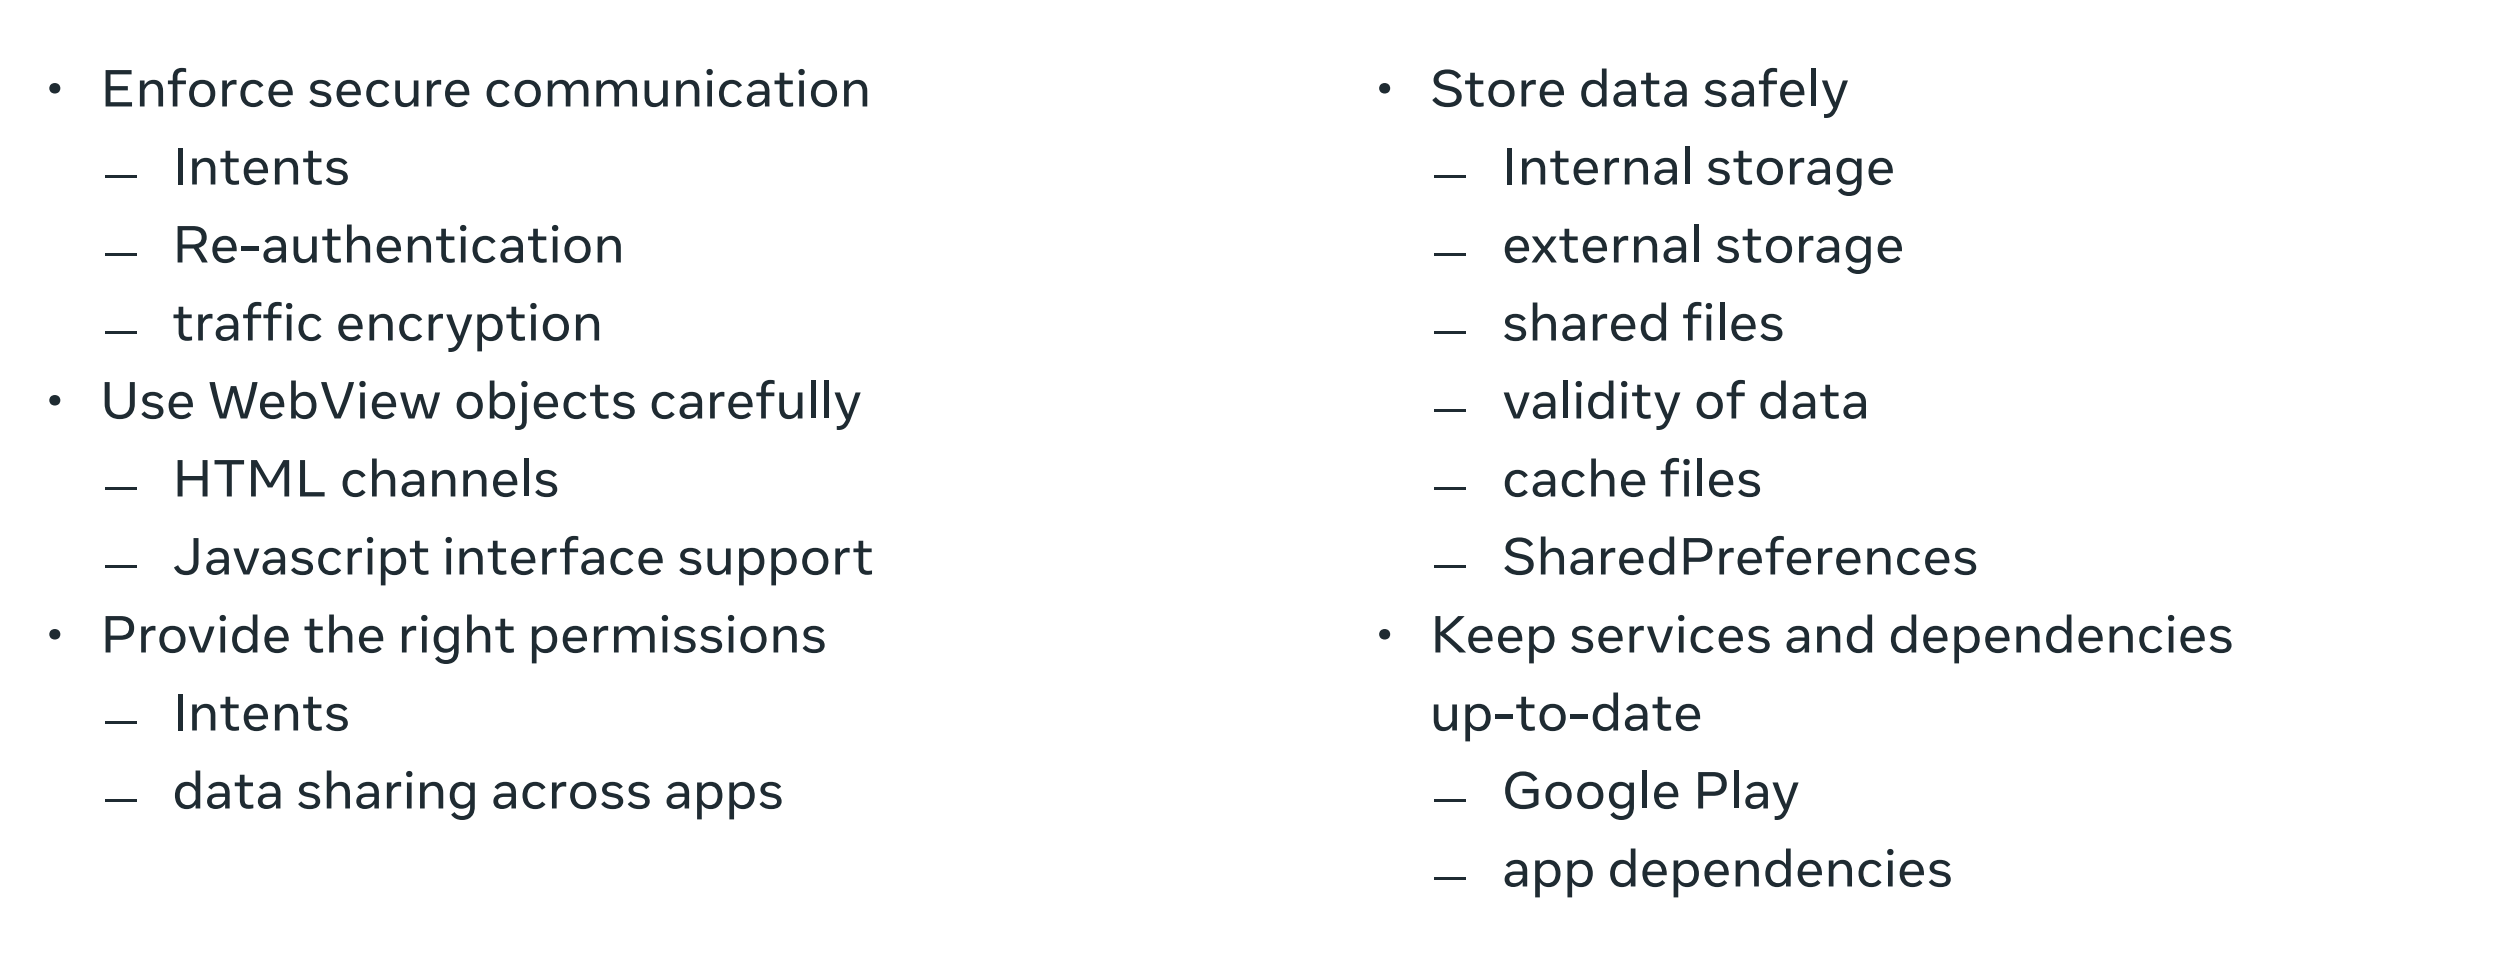 • Enforce secure communication
— Intents
— Re-authentication
— traffic encryption
• Use WebView objects carefully
— HTML channels
— Javascript interface support
• Provide the right permissions
— Intents
— data sharing across apps
• Store data safely
— Internal storage
— external storage
— shared files
— validity of data
— cache files
— SharedPreferences
• Keep services and dependencies
up-to-date
— Google Play
— app dependencies